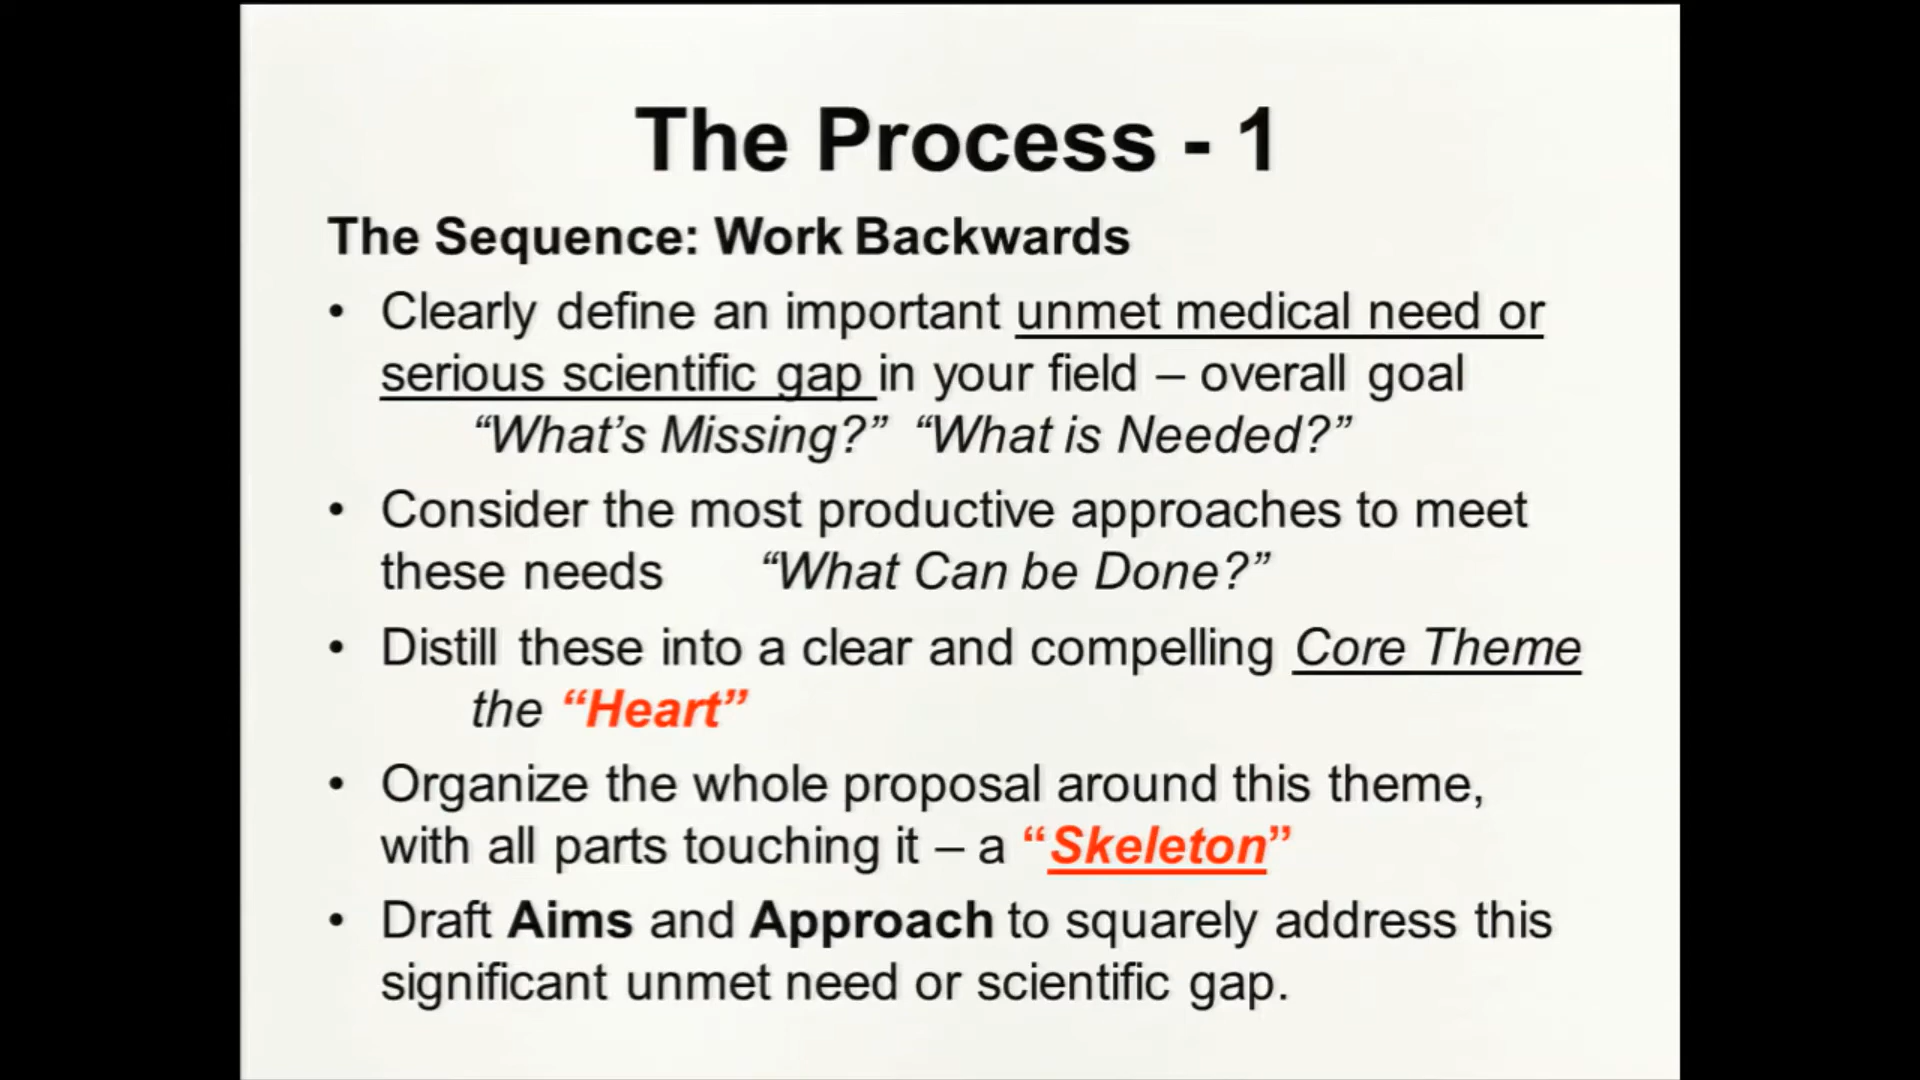 The Process - 1
The Sequence: Work Backwards
• Clearly define an important unmet medical need or
serious scientific gap in your field – overall goal
“What’s Missing?” “What is Needed?”
• Consider the most productive approaches to meet
these needs “What Can be Done?”
• Distill these into a clear and compelling Core Theme
the “Heart”
• Organize the whole proposal around this theme,
with all parts touching it – a “Skeleton”
• Draft Aims and Approach to squarely address this
significant unmet need or scientific gap.